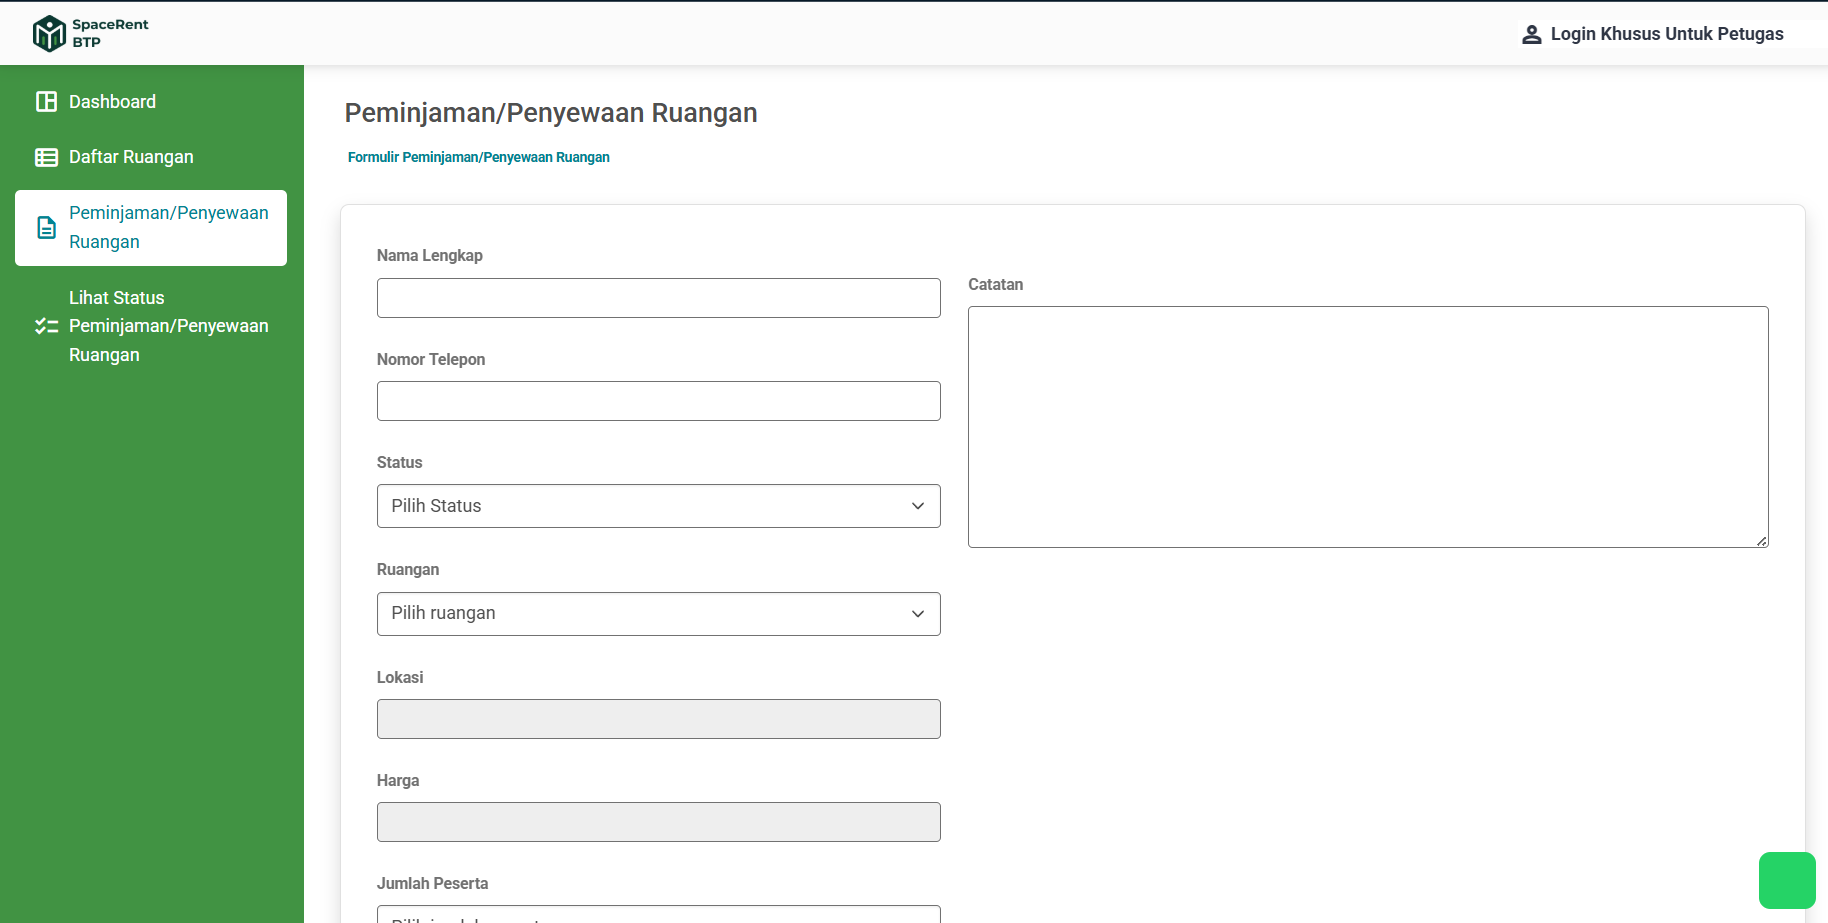 SpaceRent
BTP
Login Khusus Untuk Petugas
Dashboard
Daftar Ruangan
Peminjaman/Penyewaan
Ruangan
Lihat Status
Peminjaman/Penyewaan
Ruangan
Peminjaman/Penyewaan Ruangan
Formulir Peminjaman/Penyewaan Ruangan
Nama Lengkap
Nomor Telepon
Status
Pilih Status
Ruangan
Pilih ruangan
Lokasi
Harga
Jumlah Peserta
Catatan